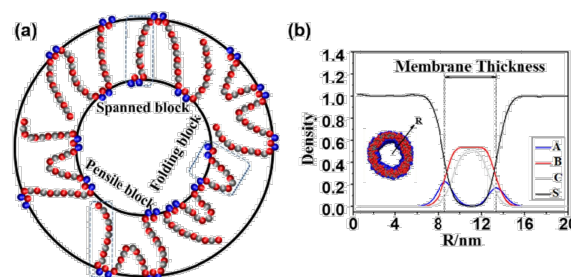 (a)
Spanned block
Folding block
Pensile block
(b)
1.4
1.2
1.0
0.8
0.6
0.4
0.2
0.0
Density
Membrane Thickness
R
A
B
C
S
0 4 8 12 16 20
R/nm